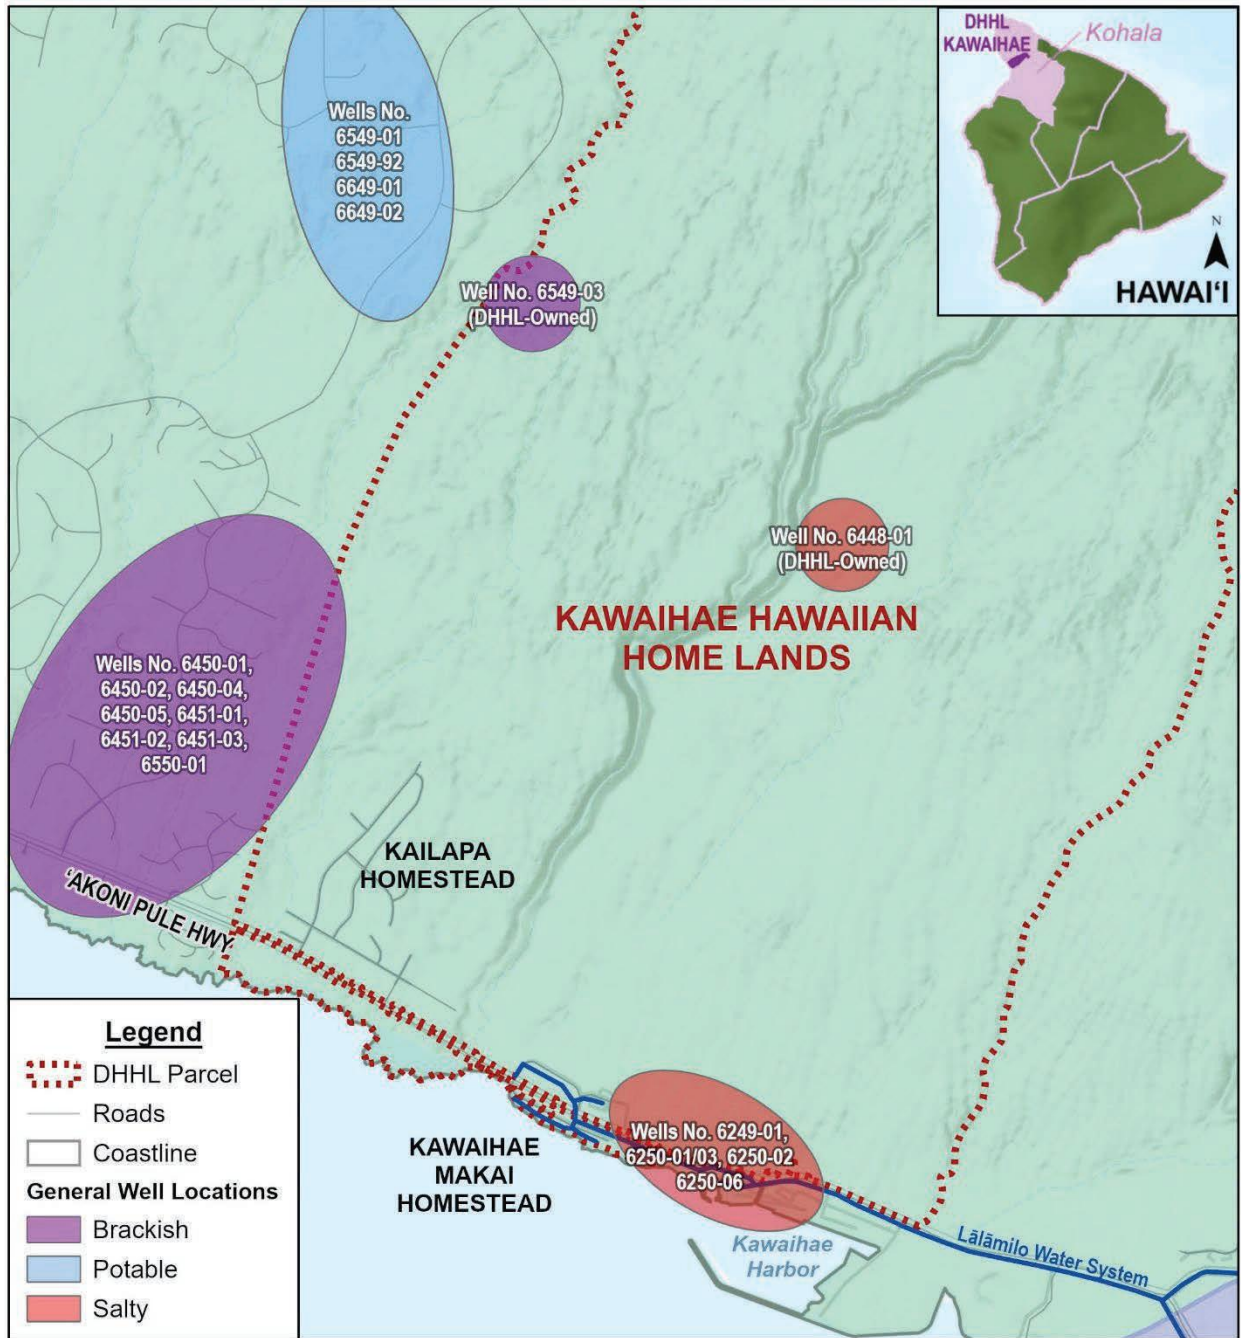 DHHL
KAWAIHAE
Kohala
N
HAWAI‘I
Wells No.
6549-01
6549-92
6649-01
6649-02
Well No. 6549-03
(DHHL-Owned)
Well No. 6448-01
(DHHL-Owned)
KAWAIHAE HAWAIIAN
HOME LANDS
Wells No. 6450-01,
6450-02, 6450-04,
6450-05, 6451-01,
6451-02, 6451-03,
6550-01
KAILAPA
HOMESTEAD
‘AKONI PULE HWY
Legend
DHHL Parcel
Roads
Coastline
General Well Locations
Brackish
Potable
Salty
KAWAIHAE
MAKAI
HOMESTEAD
Wells No. 6249-01,
6250-01/03, 6250-02
6250-06
Kawaihae
Harbor
Lālāmilo Water System